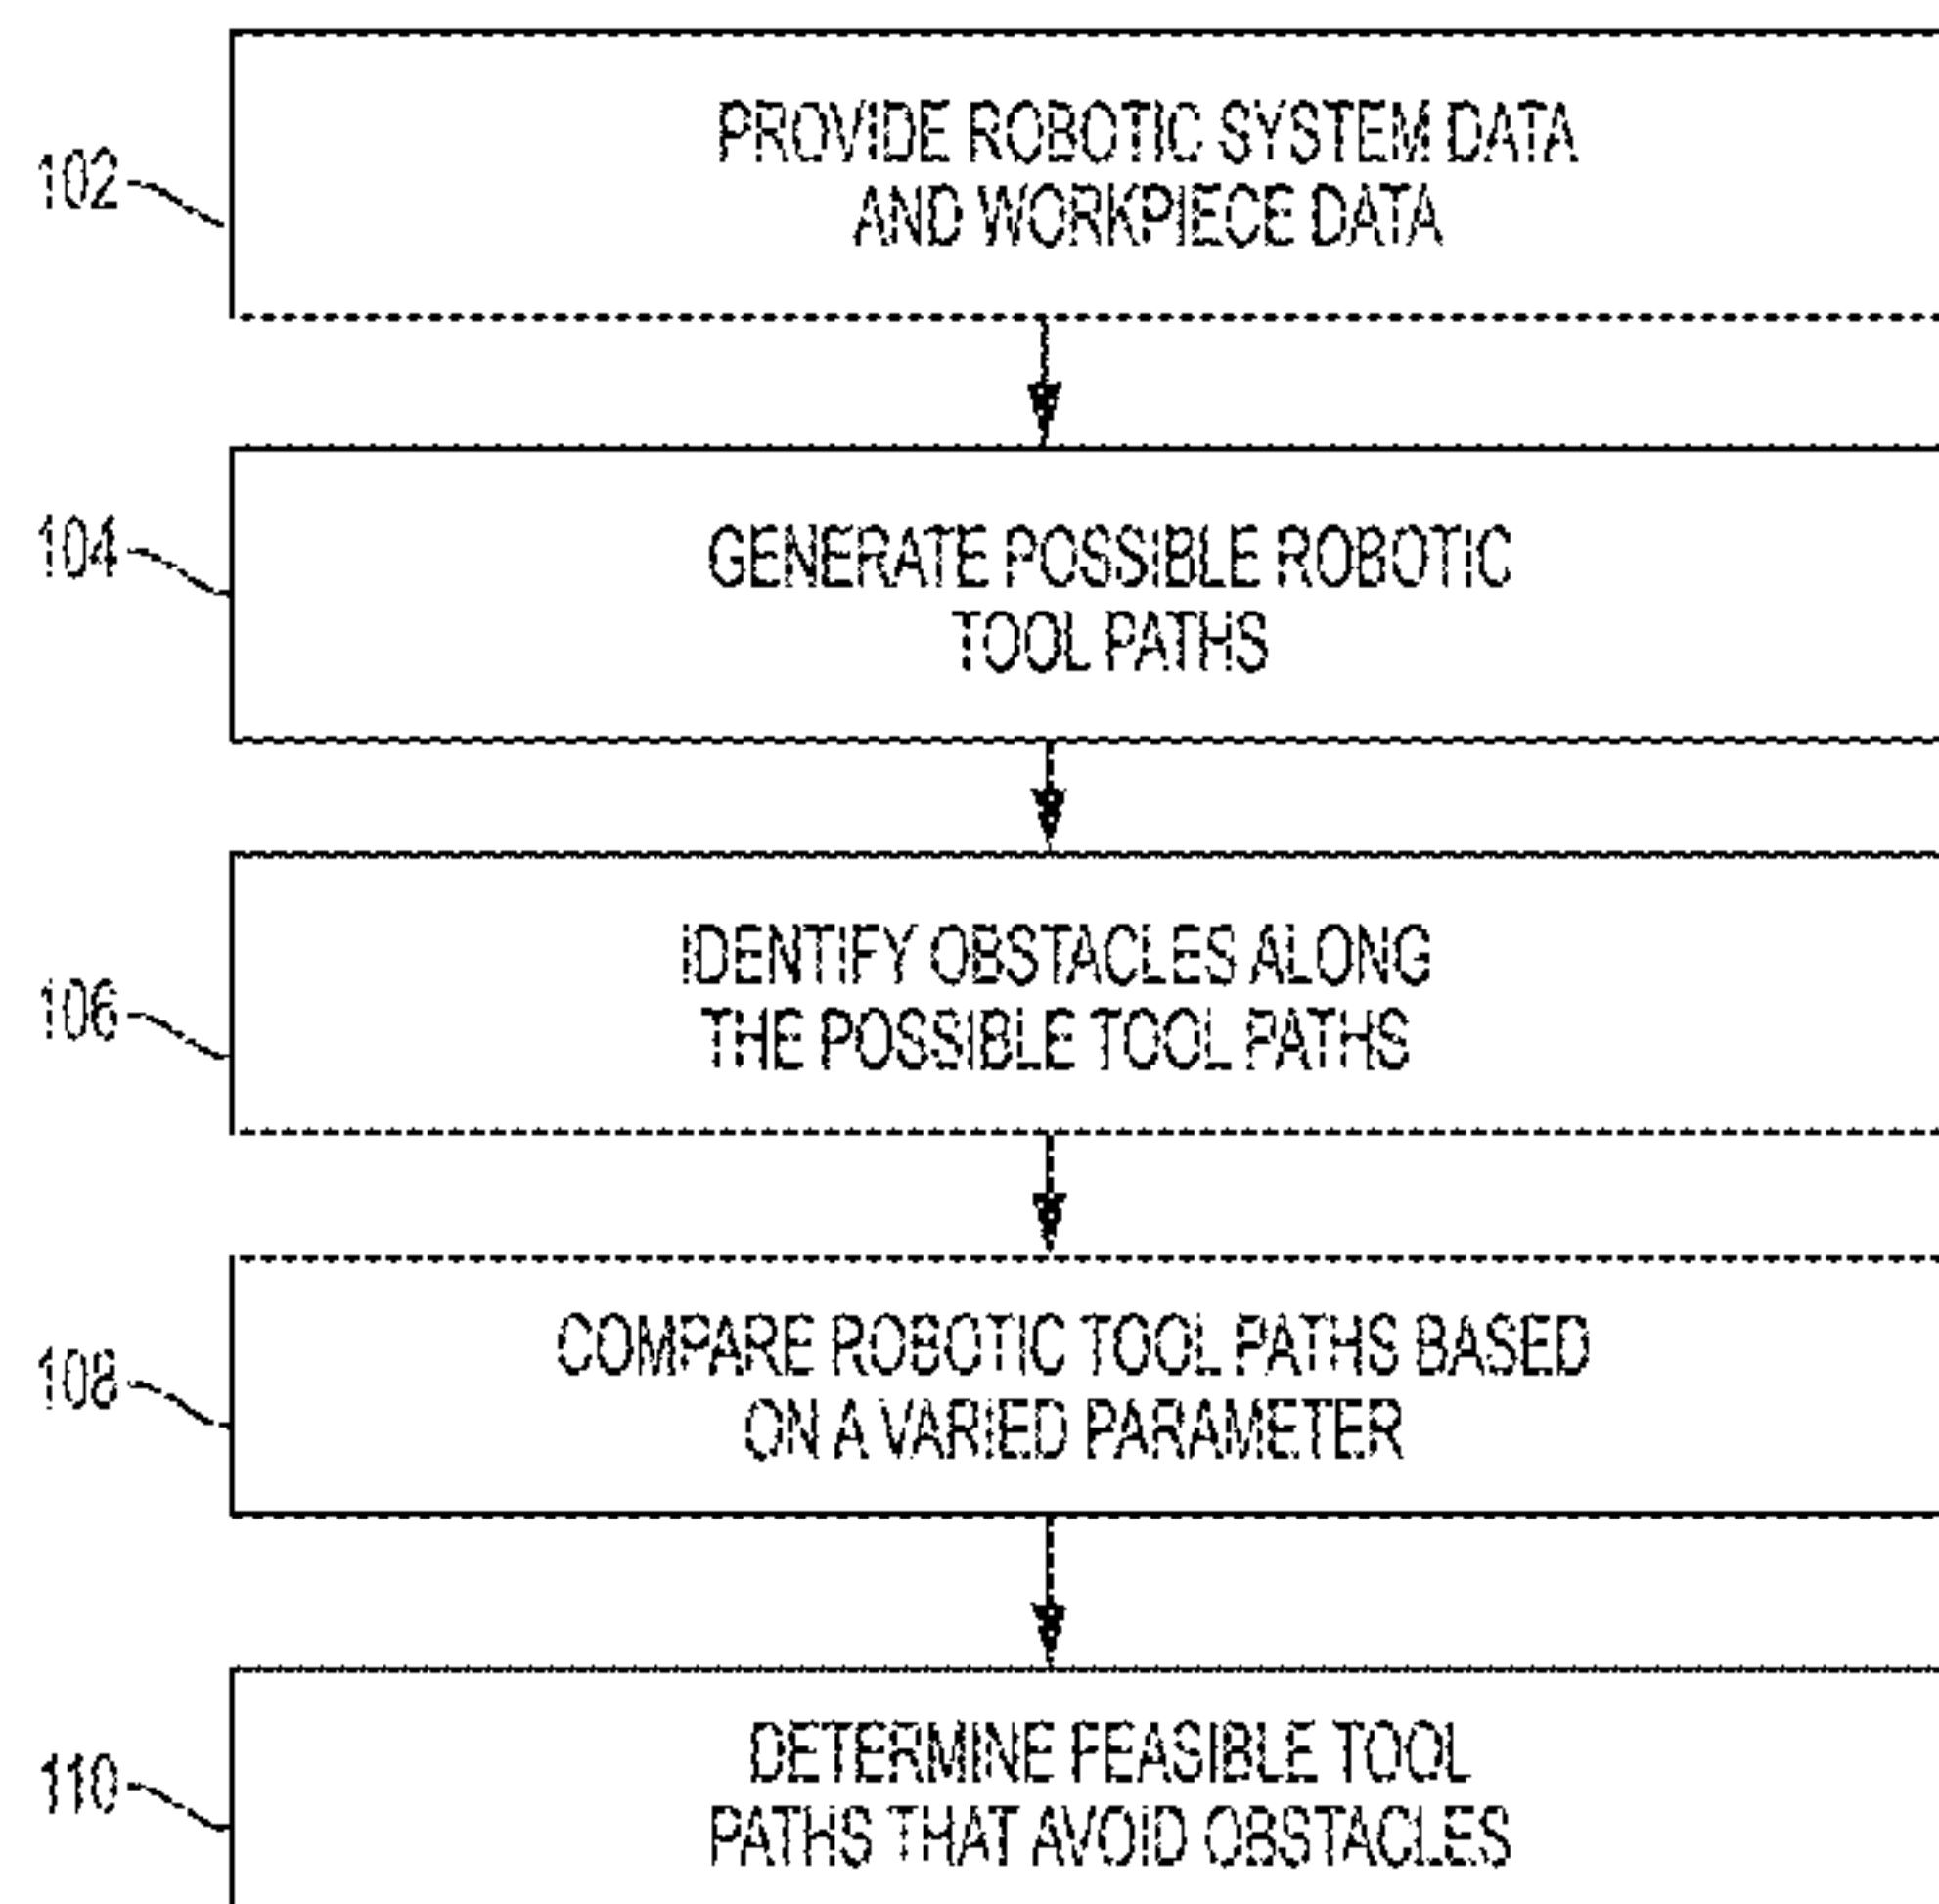 102
PROVIDE ROBOTIC SYSTEM DATA
AND WORKPIECE DATA
104
GENERATE POSSIBLE ROBOTIC
TOOL PATHS
106
IDENTIFY OBSTACLES ALONG
THE POSSIBLE TOOL PATHS
108
COMPARE ROBOTIC TOOL PATHS BASED
ON A VARIED PARAMETER
110
DETERMINE FEASIBLE TOOL
PATHS THAT AVOID OBSTACLES